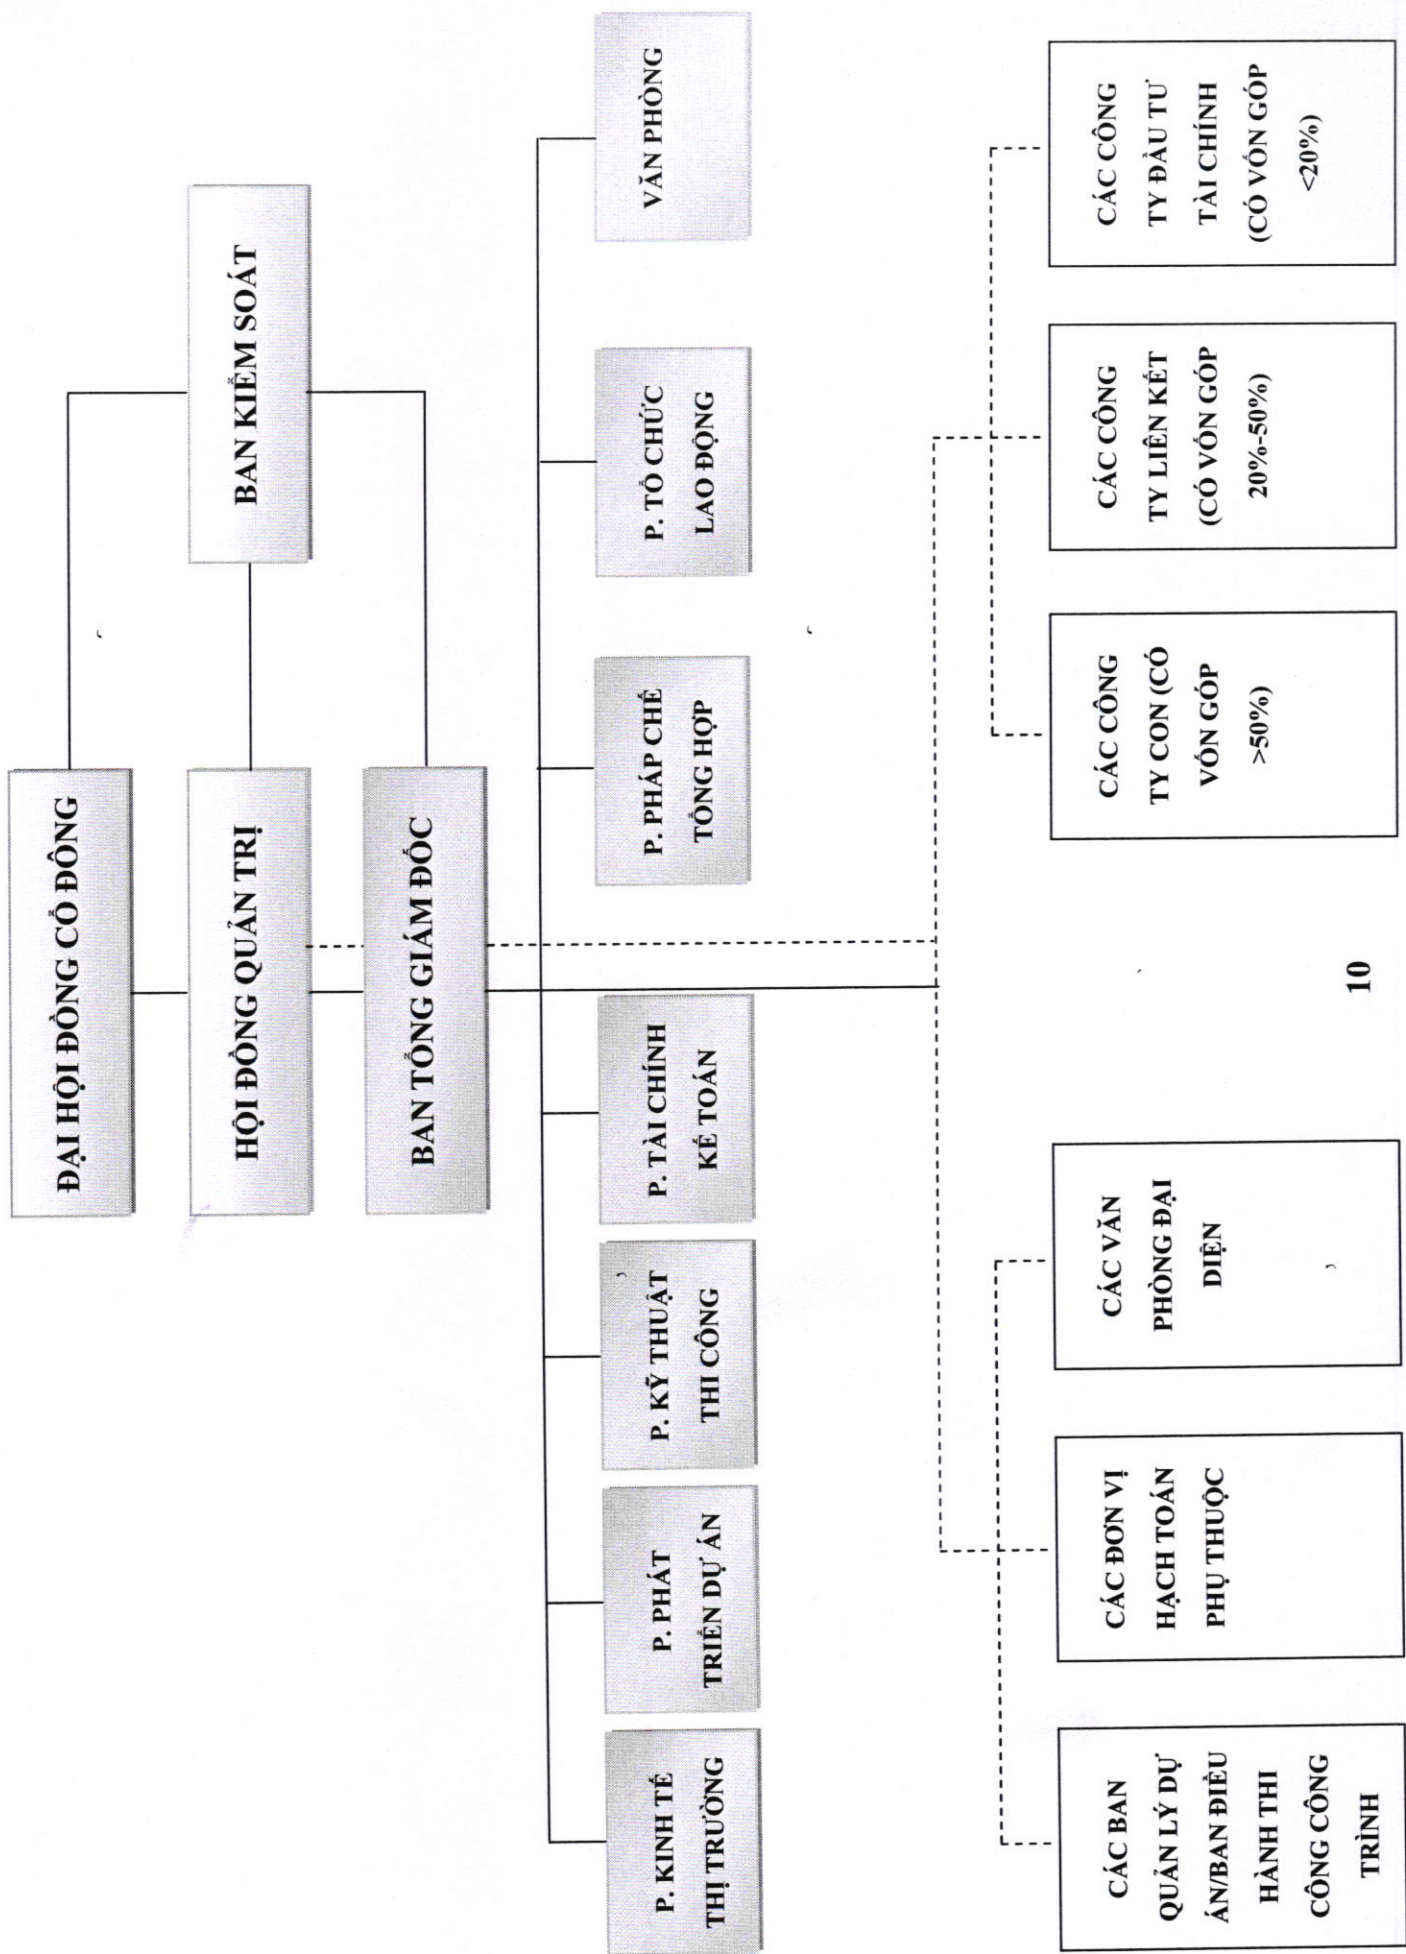 ĐẠI HỘI ĐỒNG CỔ ĐÔNG
BAN KIỂM SOÁT
HỘI ĐỒNG QUẢN TRỊ
BAN TỔNG GIÁM ĐỐC
P. KINH TẾ
THỊ TRƯỜNG
P. PHÁT
TRIỂN DỰ ÁN
P. KỸ THUẬT
THI CÔNG
P. TÀI CHÍNH
KẾ TOÁN
P. PHÁP CHẾ
TỔNG HỢP
P. TỔ CHỨC
LAO ĐỘNG
VĂN PHÒNG
CÁC BAN
QUẢN LÝ DỰ
ÁN/BAN ĐIỀU
HÀNH THI
CÔNG CÔNG
TRÌNH
CÁC ĐƠN VỊ
HẠCH TOÁN
PHỤ THUỘC
CÁC VĂN
PHÒNG ĐẠI
DIỆN
CÁC CÔNG
TY CON (CÓ
VỐN GÓP
>50%)
CÁC CÔNG
TY LIÊN KẾT
(CÓ VỐN GÓP
20%-50%)
CÁC CÔNG
TY ĐẦU TƯ
TÀI CHÍNH
(CÓ VỐN GÓP
<20%)
10